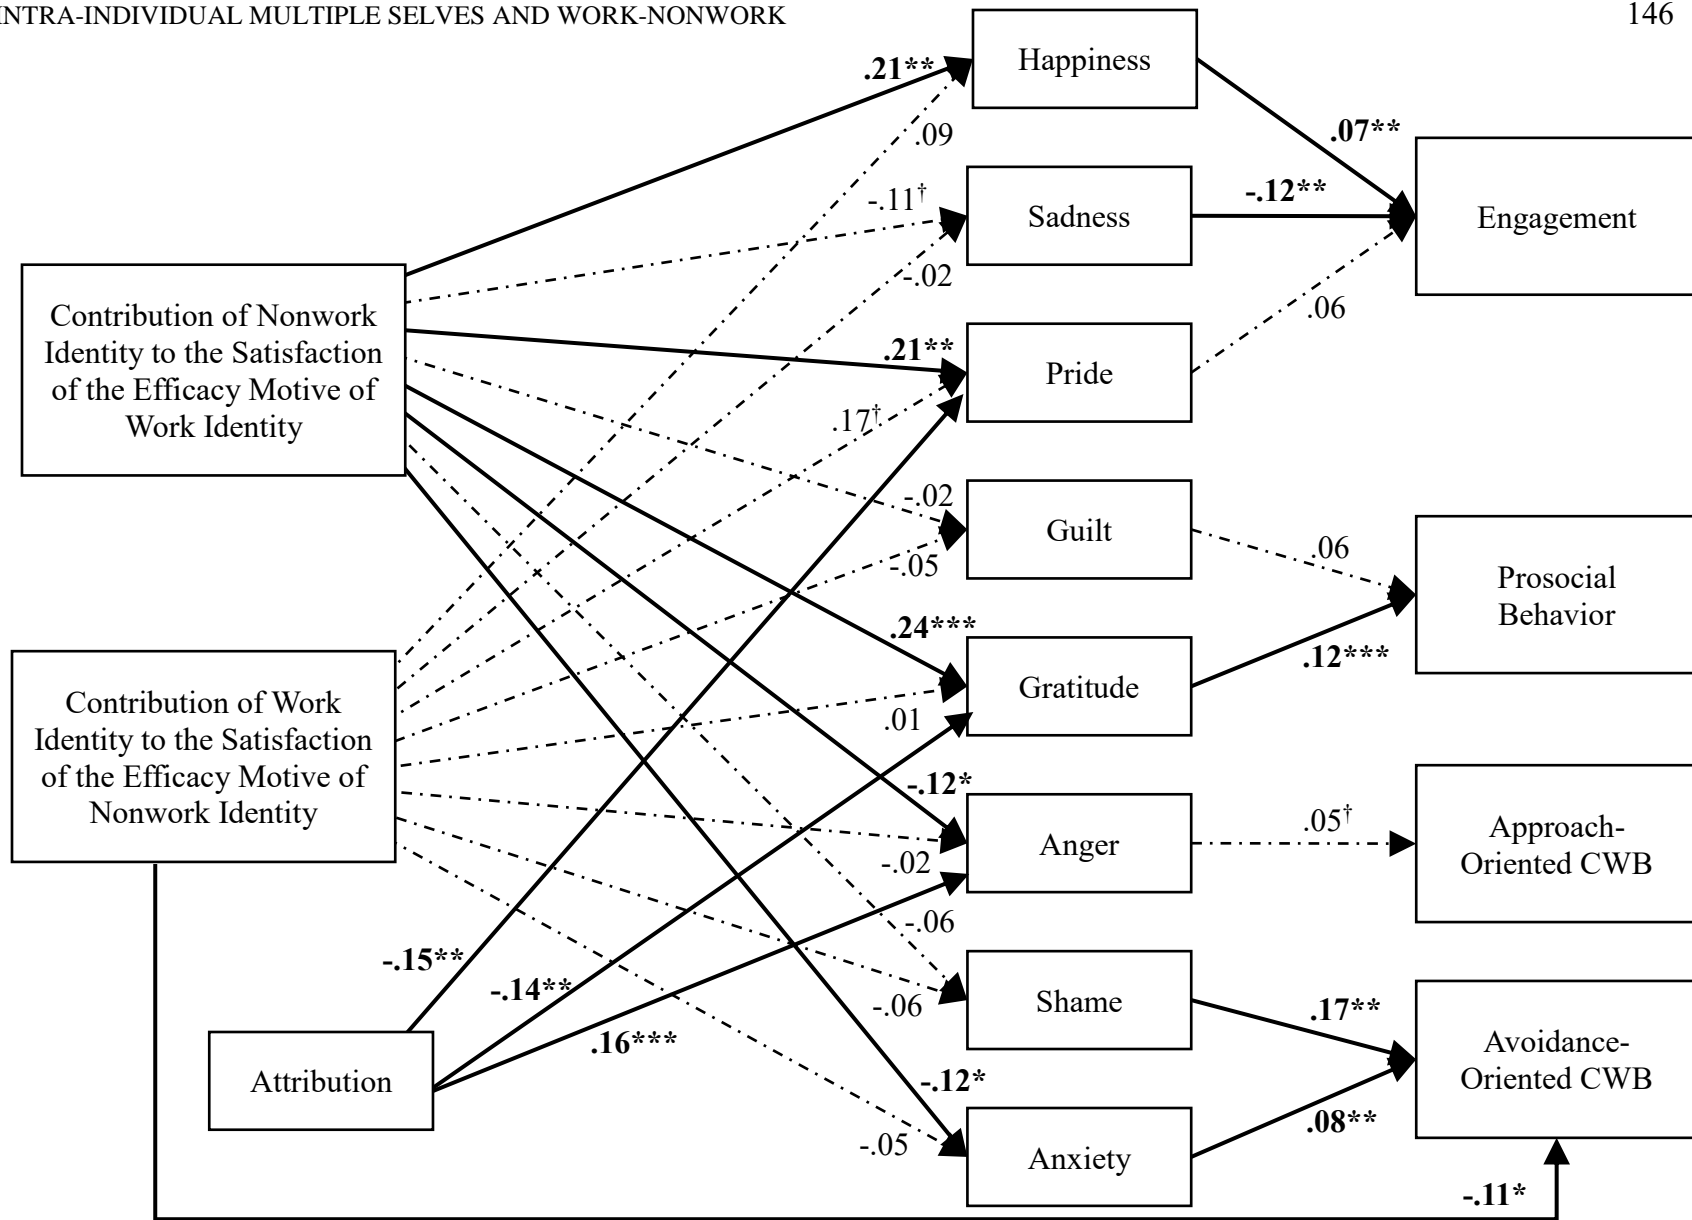 INTRA-INDIVIDUAL MULTIPLE SELVES AND WORK-NONWORK
146
Happiness
.21**
.09
.07**
Sadness
-.11†
-.02
-.12**
Engagement
Contribution of Nonwork
Identity to the Satisfaction
of the Efficacy Motive of
Work Identity
Pride
.21**
.17†
.06
Guilt
-.02
-.05
.06
Prosocial
Behavior
Gratitude
.24***
.01
.12***
Contribution of Work
Identity to the Satisfaction
of the Efficacy Motive of
Nonwork Identity
Anger
-.12*
-.02
.05†
Approach-
Oriented CWB
-.06
Shame
-.06
.17**
Avoidance-
Oriented CWB
-.15**
-.14**
.16***
Attribution
-.12*
-.05
Anxiety
.08**
-.11*